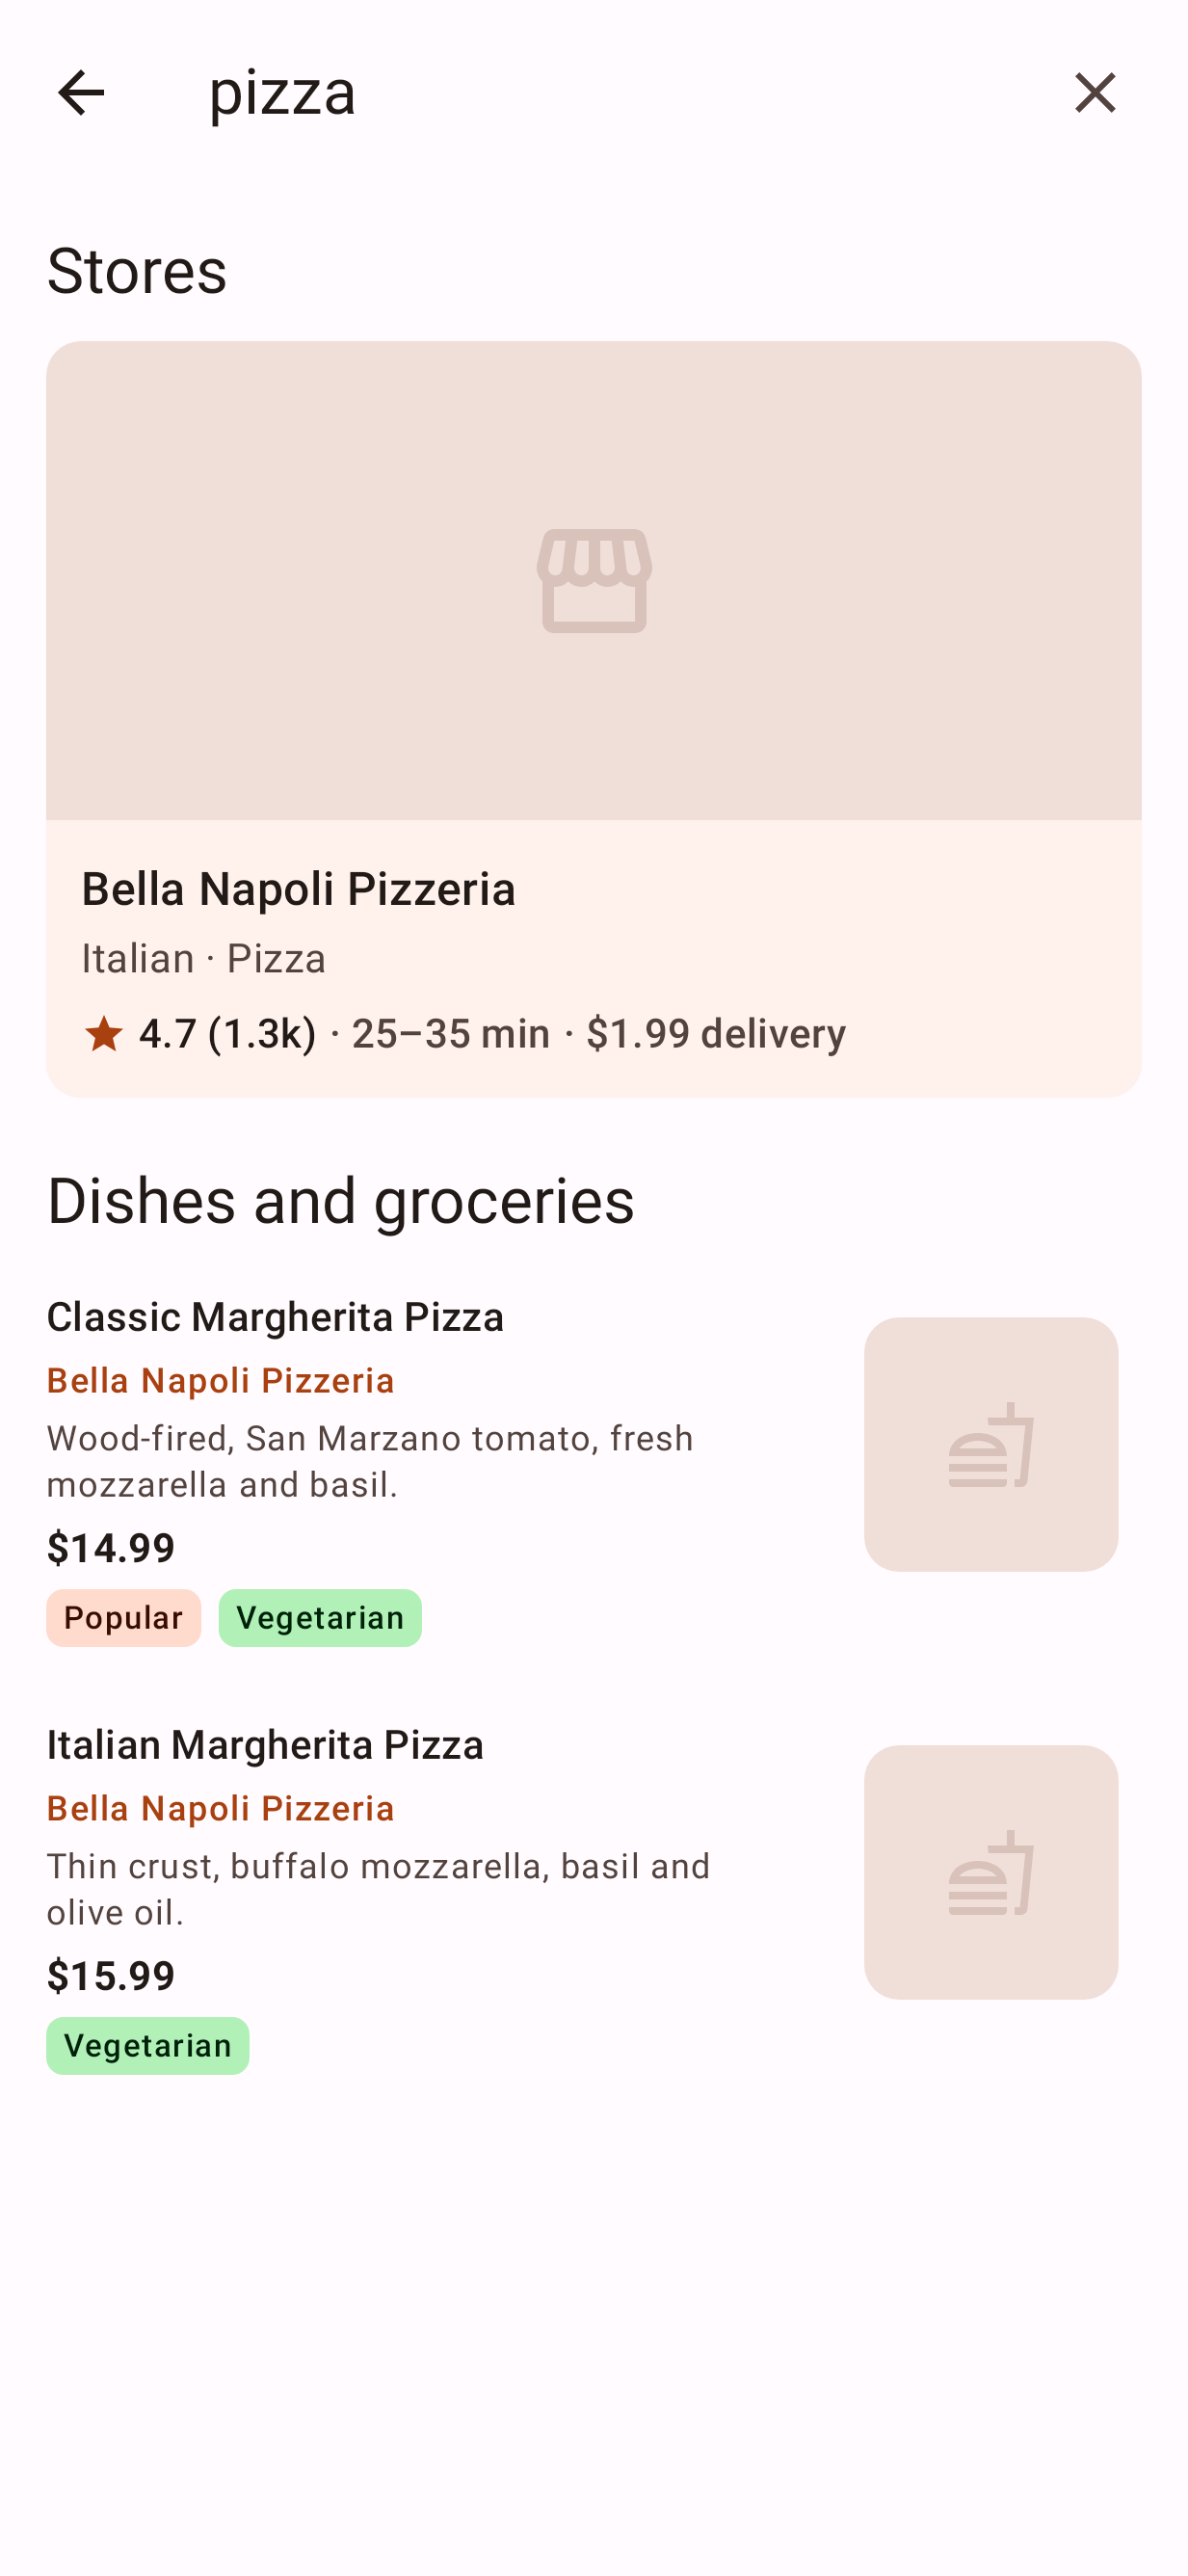 pizza
Stores
Bella Napoli Pizzeria
Italian · Pizza
4.7 (1.3k) · 25–35 min · $1.99 delivery
Dishes and groceries
Classic Margherita Pizza
Bella Napoli Pizzeria
Wood-fired, San Marzano tomato, fresh
mozzarella and basil.
$14.99
Popular Vegetarian
Italian Margherita Pizza
Bella Napoli Pizzeria
Thin crust, buffalo mozzarella, basil and
olive oil.
$15.99
Vegetarian